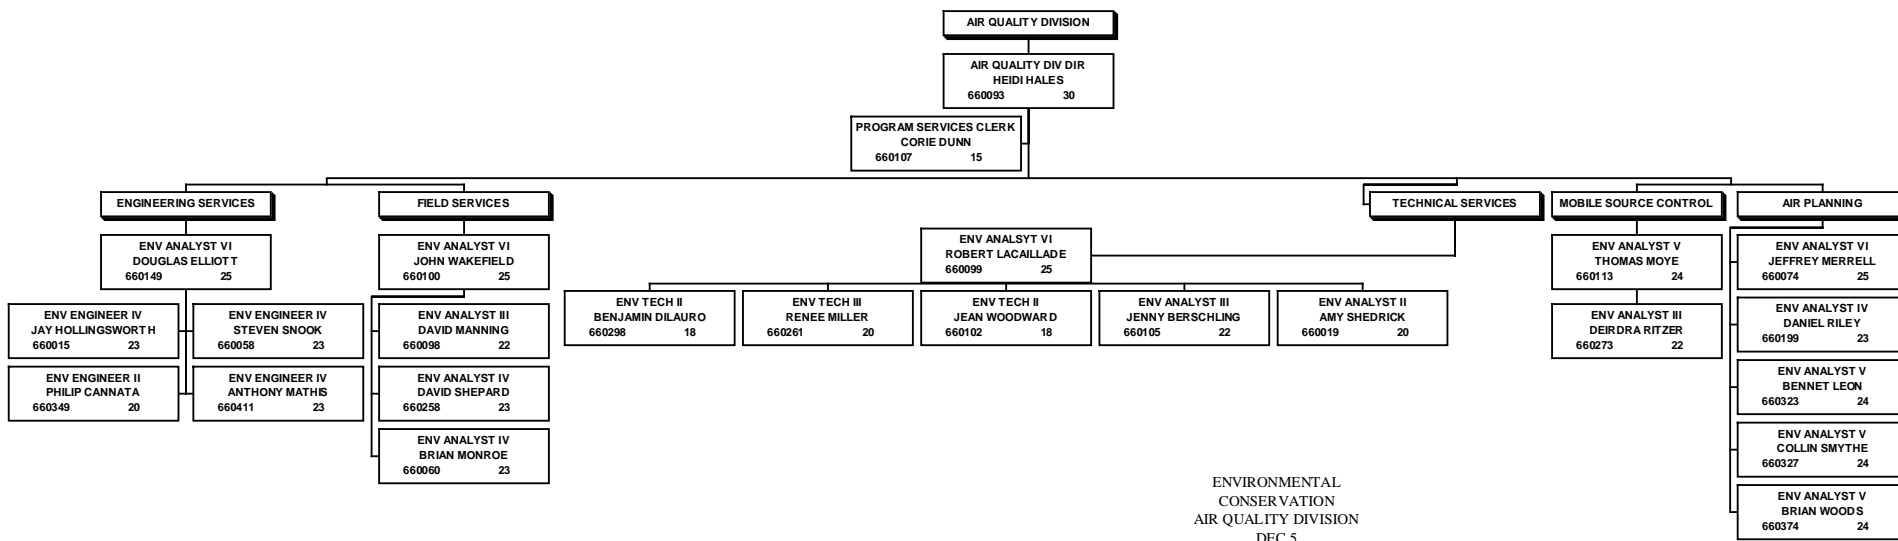 AIR QUALITY DIVISION
AIR QUALITY DIV DIR
HEIDI HALES
660093 30
PROGRAM SERVICES CLERK
CORIE DUNN
660107 15
ENGINEERING SERVICES
ENV ANALYST VI
DOUGLAS ELLIOTT
660149 25
ENV ENGINEER IV
JAY HOLLINGSWORTH
660015 23
ENV ENGINEER IV
STEVEN SNOOK
660058 23
ENV ENGINEER II
PHILIP CANNATA
660349 20
ENV ENGINEER IV
ANTHONY MATHIS
660411 23
FIELD SERVICES
ENV ANALYST VI
JOHN WAKEFIELD
660100 25
ENV ANALYST III
DAVID MANNING
660098 22
ENV ANALYST IV
DAVID SHEPARD
660258 23
ENV ANALYST IV
BRIAN MONROE
660060 23
TECHNICAL SERVICES
ENV ANALSYT VI
ROBERT LACAILLADE
660099 25
ENV TECH II
BENJAMIN DILAURO
660298 18
ENV TECH III
RENEE MILLER
660261 20
ENV TECH II
JEAN WOODWARD
660102 18
ENV ANALYST III
JENNY BERSCHLING
660105 22
ENV ANALYST II
AMY SHEDRICK
660019 20
MOBILE SOURCE CONTROL
ENV ANALYST V
THOMAS MOYE
660113 24
ENV ANALYST III
DEIRDRA RITZER
660273 22
AIR PLANNING
ENV ANALYST VI
JEFFREY MERRELL
660074 25
ENV ANALYST IV
DANIEL RILEY
660199 23
ENV ANALYST V
BENNET LEON
660323 24
ENV ANALYST V
COLLIN SMYTHE
660327 24
ENV ANALYST V
BRIAN WOODS
660374 24
ENVIRONMENTAL
CONSERVATION
AIR QUALITY DIVISION
DEC 5